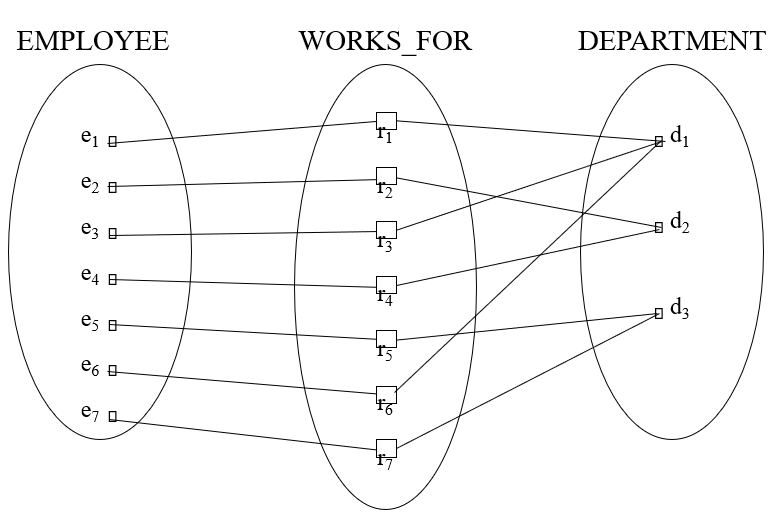 EMPLOYEE WORKS_FOR DEPARTMENT
e1 r1 d1
e2 r2 d2
e3 r3
e4 r4 d3
e5 r5
e6 r6
e7 r7